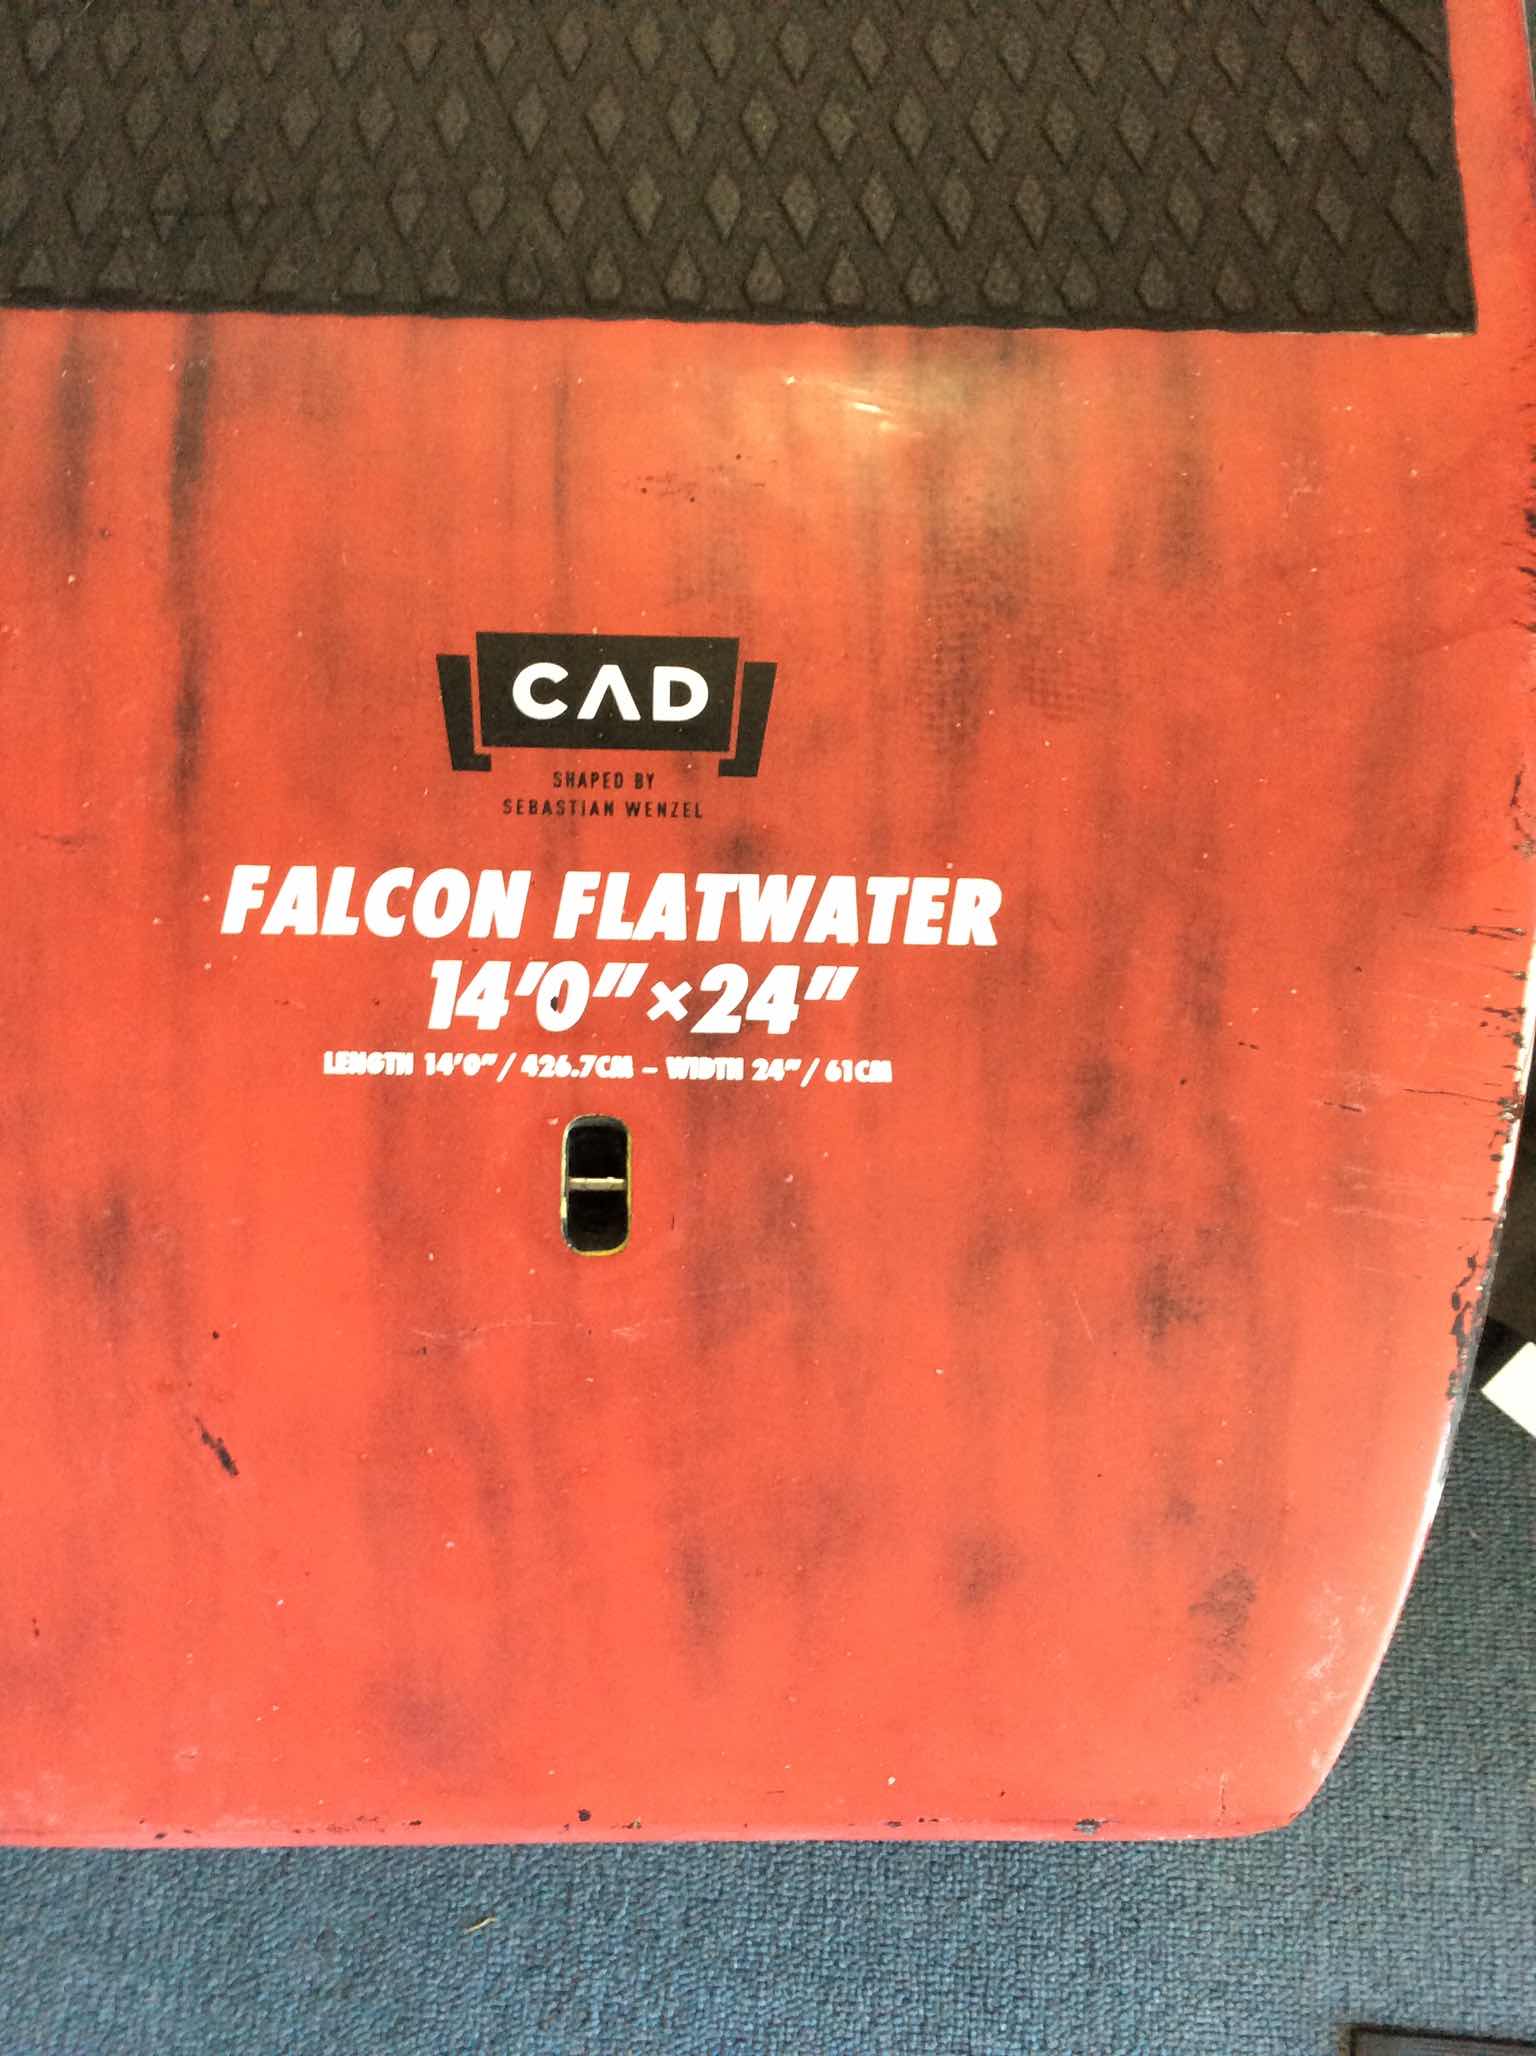 CAD
SHAPED BY
SEBASTIAN WENZEL
FALCON FLATWATER
14'0"×24"
LENGTH 14'0"/426.7CM – WIDTH 24"/61CM